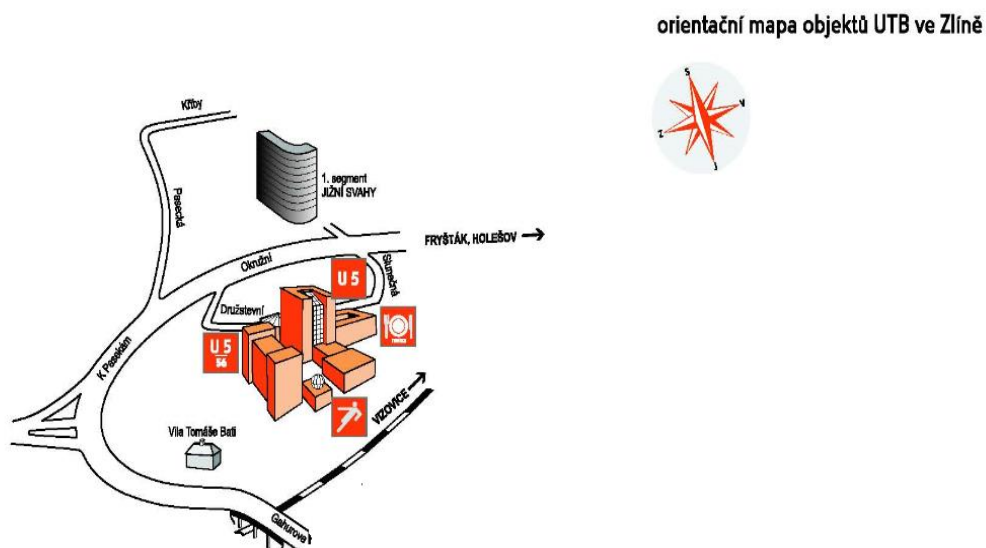 orientační mapa objektů UTB ve Zlíně
S
V
Z
J
Křiby
Pasecká
1. segment
JIŽNÍ SVAHY
FRYŠTÁK, HOLEŠOV
Okružní
Slunečná
U 5
Družstevní
U 5
56
K Pasekám
VIZOVICE
Vila Tomáše Bati
Gahurova